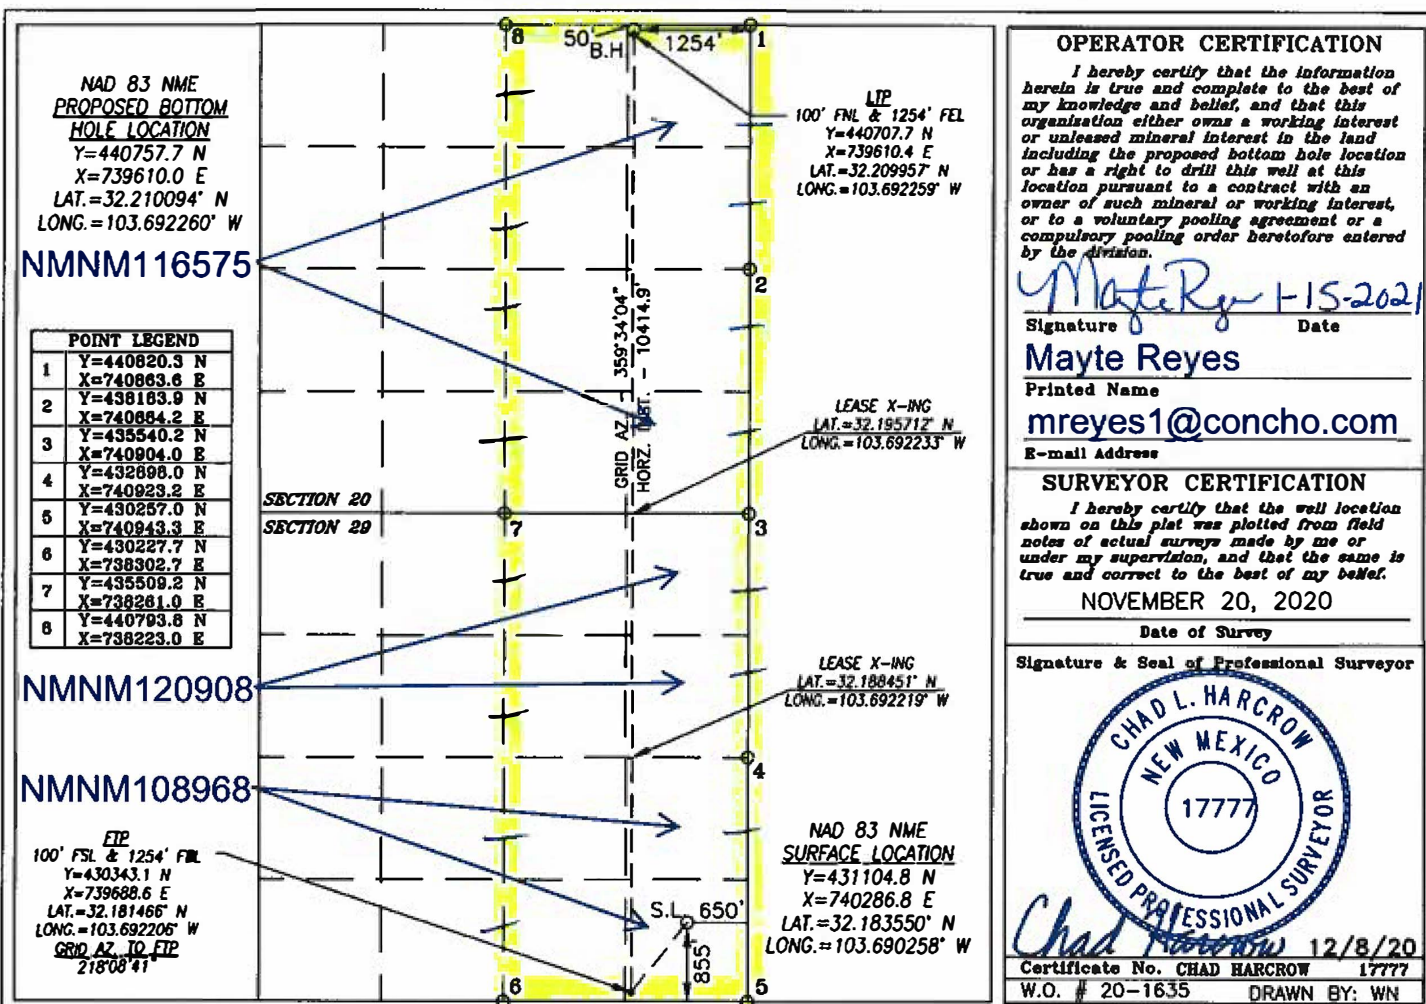 NAD 83 NME
PROPOSED BOTTOM
HOLE LOCATION
Y=440757.7 N
X=739610.0 E
LAT.=32.210094° N
LONG.=103.692260° W
NMNM116575
POINT LEGEND
1 Y=440820.3 N
X=740863.6 E
2 Y=438183.9 N
X=740884.2 E
3 Y=435540.2 N
X=740904.0 E
4 Y=432898.0 N
X=740923.2 E
5 Y=430257.0 N
X=740943.3 E
6 Y=430227.7 N
X=738302.7 E
7 Y=435509.2 N
X=738261.0 E
8 Y=440793.8 N
X=738223.0 E
NMNM120908
NMNM108968
FTP
100' FSL & 1254' FEL
Y=430343.1 N
X=739688.6 E
LAT.=32.181466° N
LONG.=103.692206° W
GRID AZ. TO FTP
218°08'41"
8
50'
B.H.
1254'
1
2
GRID AZ. - 359°34'04"
HORZ. DIST. - 10414.9'
SECTION 20
SECTION 29
7
3
4
S.L.
650'
855'
6
5
LTP
100' FNL & 1254' FEL
Y=440707.7 N
X=739610.4 E
LAT.=32.209957° N
LONG.=103.692259° W
LEASE X-ING
LAT.=32.195712° N
LONG.=103.692233° W
LEASE X-ING
LAT.=32.188451° N
LONG.=103.692219° W
NAD 83 NME
SURFACE LOCATION
Y=431104.8 N
X=740286.8 E
LAT.=32.183550° N
LONG.=103.690258° W
OPERATOR CERTIFICATION
I hereby certify that the information
herein is true and complete to the best of
my knowledge and belief, and that this
organization either owns a working interest
or unleased mineral interest in the land
including the proposed bottom hole location
or has a right to drill this well at this
location pursuant to a contract with an
owner of such mineral or working interest,
or to a voluntary pooling agreement or a
compulsory pooling order heretofore entered
by the division.
Mayte Reyes 1-15-2021
Signature Date
Mayte Reyes
Printed Name
mreyes1@concho.com
E-mail Address
SURVEYOR CERTIFICATION
I hereby certify that the well location
shown on this plat was plotted from field
notes of actual surveys made by me or
under my supervision, and that the same is
true and correct to the best of my belief.
NOVEMBER 20, 2020
Date of Survey
Signature & Seal of Professional Surveyor
CHAD L. HARCROW
NEW MEXICO
17777
LICENSED PROFESSIONAL SURVEYOR
Chad Harcrow 12/8/20
Certificate No. CHAD HARCROW 17777
W.O. # 20-1635 DRAWN BY: WN